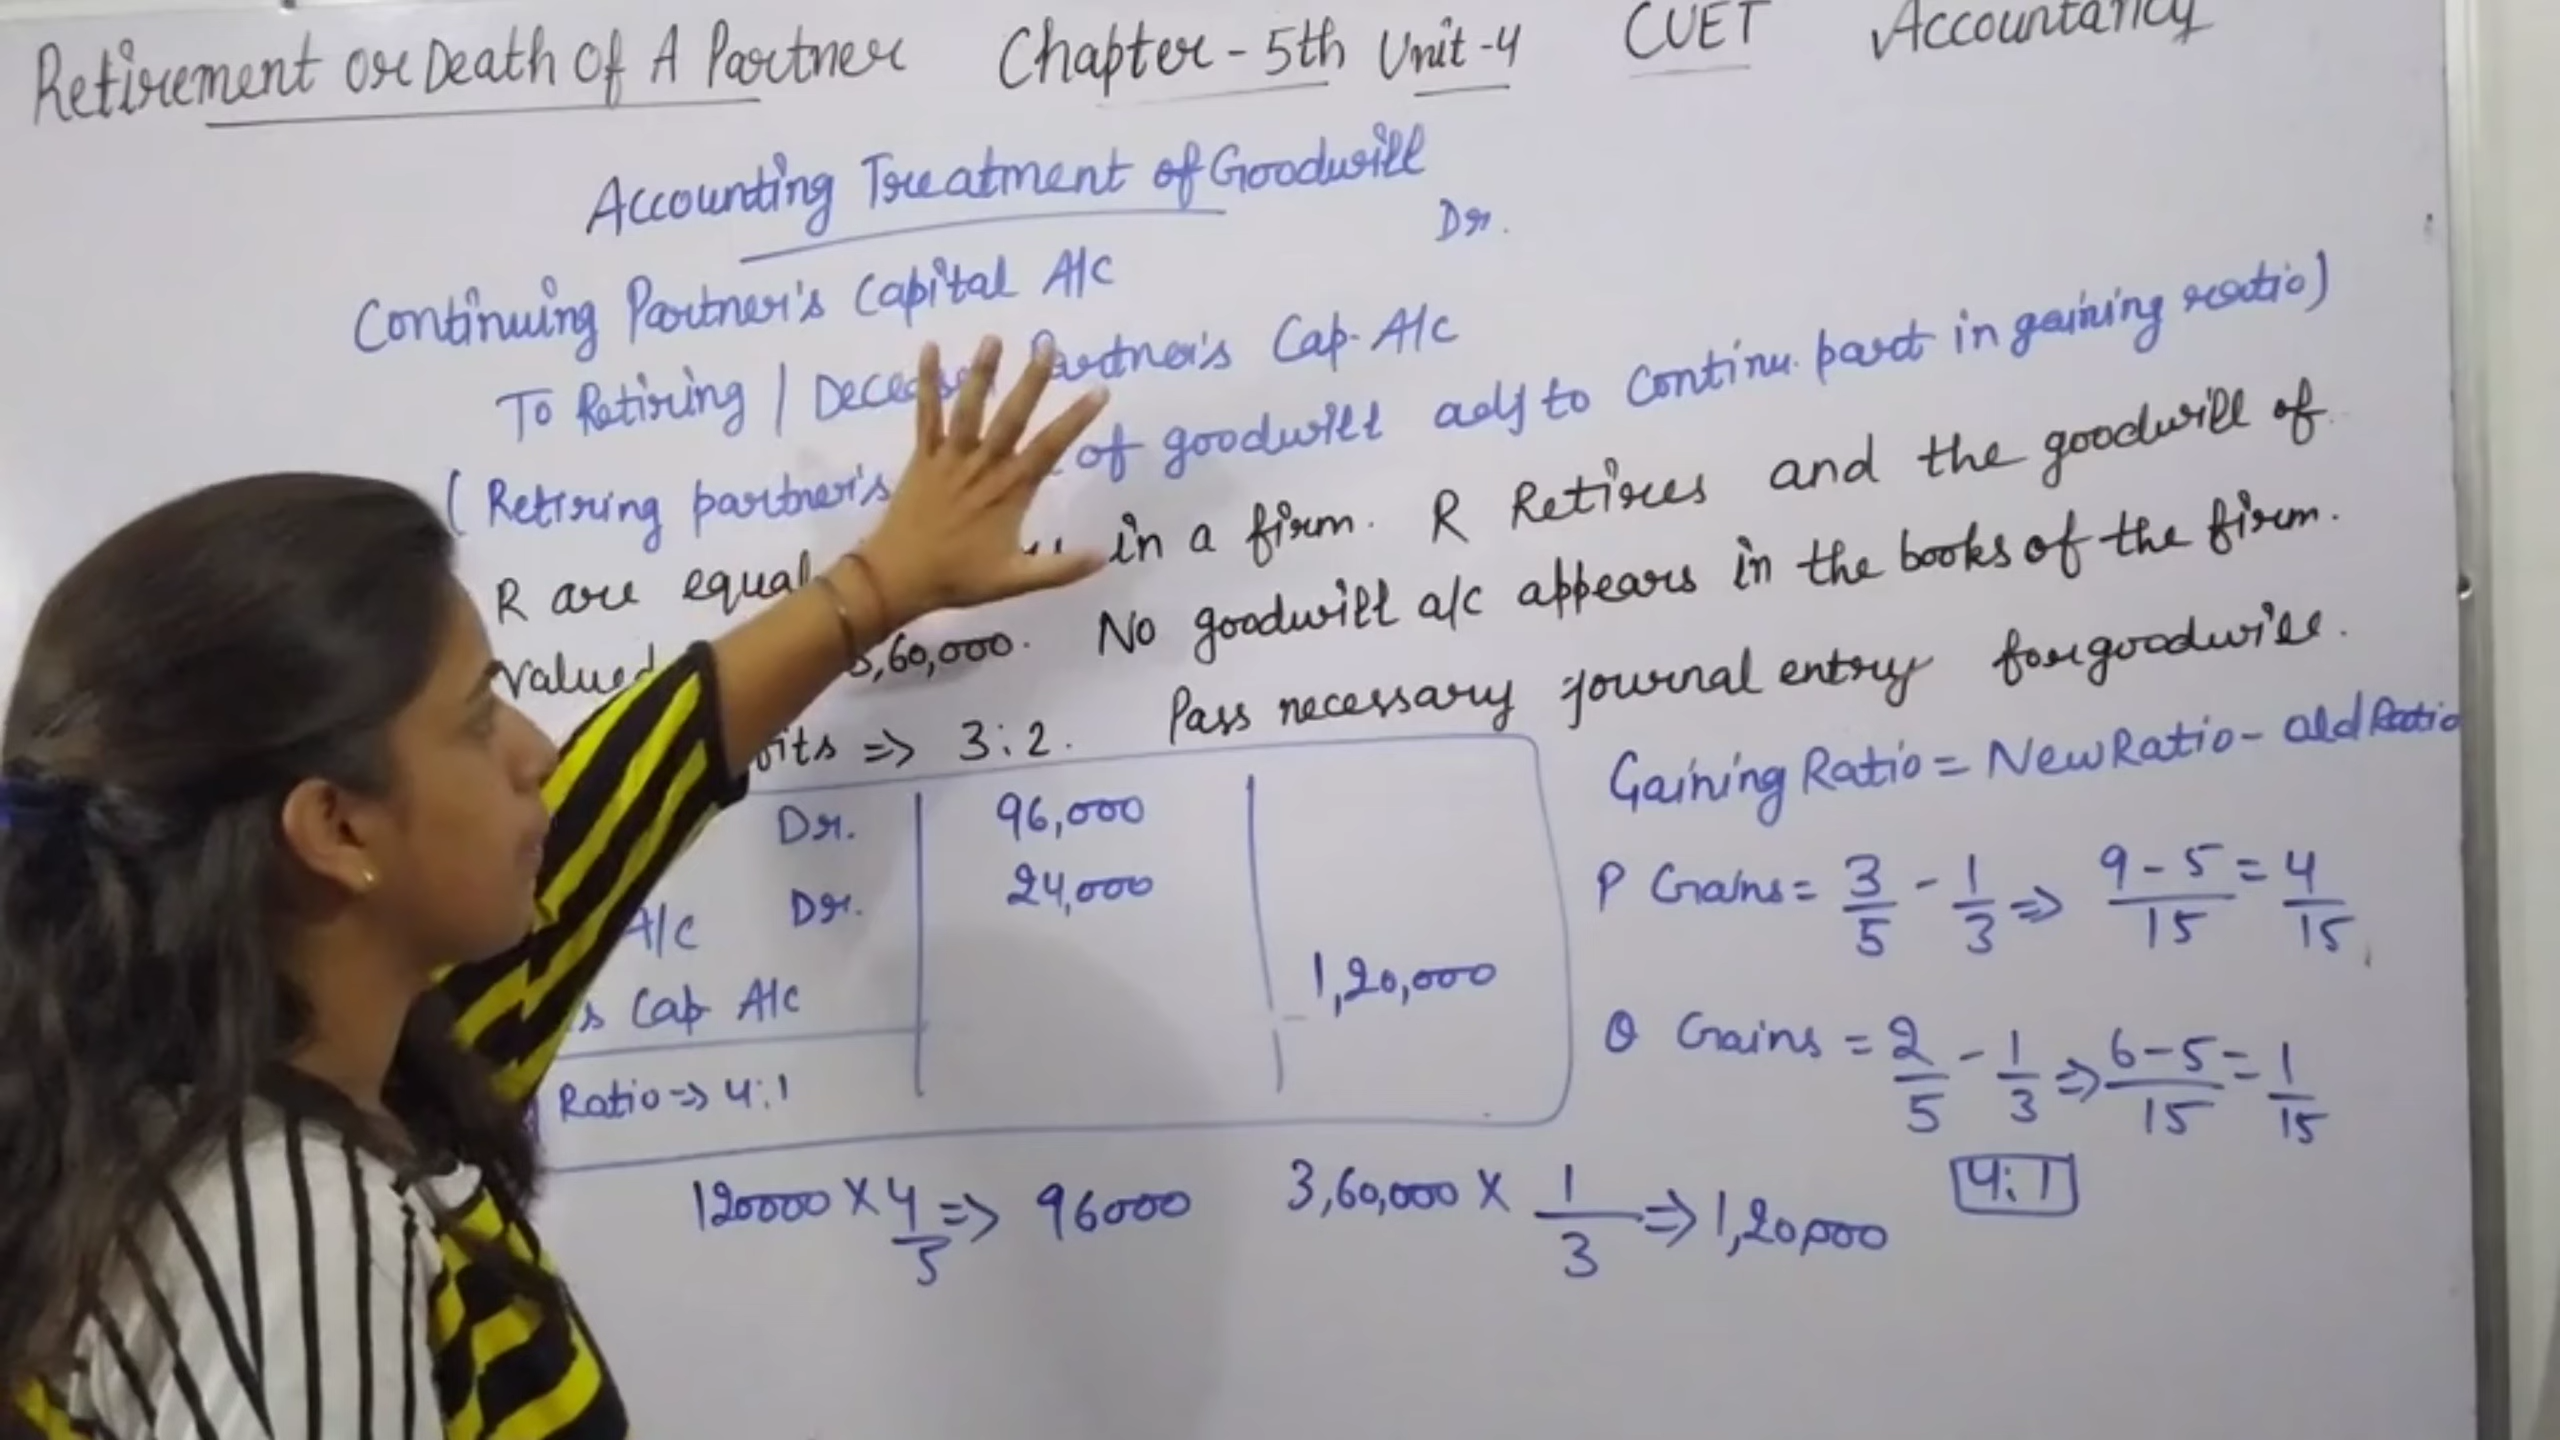 Retirement or Death Of A Partner Chapter-5th Unit-4 CUET Accountancy
Accounting Treatment of Goodwill
Continuing Partner's Capital A/c Dr.
To Retiring / Partner's Cap. A/c
( Retiring partner's of goodwill adj to Continu. part in gaining ratio)
R are equal in a firm. R Retires and the goodwill of
Valued 3,60,000. No goodwill a/c appears in the books of the firm.
=> 3:2. Pass necessary journal entry for goodwill.
Gaining Ratio = New Ratio - Old Ratio
Dr. 96,000
A/c Dr. 24,000
Cap A/c 1,20,000
Ratio => 4:1
P Gains = 3/5 - 1/3 => 9-5/15 = 4/15
Q Gains = 2/5 - 1/3 => 6-5/15 = 1/15
4:1
120000 X 4/5 => 96000 3,60,000 X 1/3 => 1,20,000